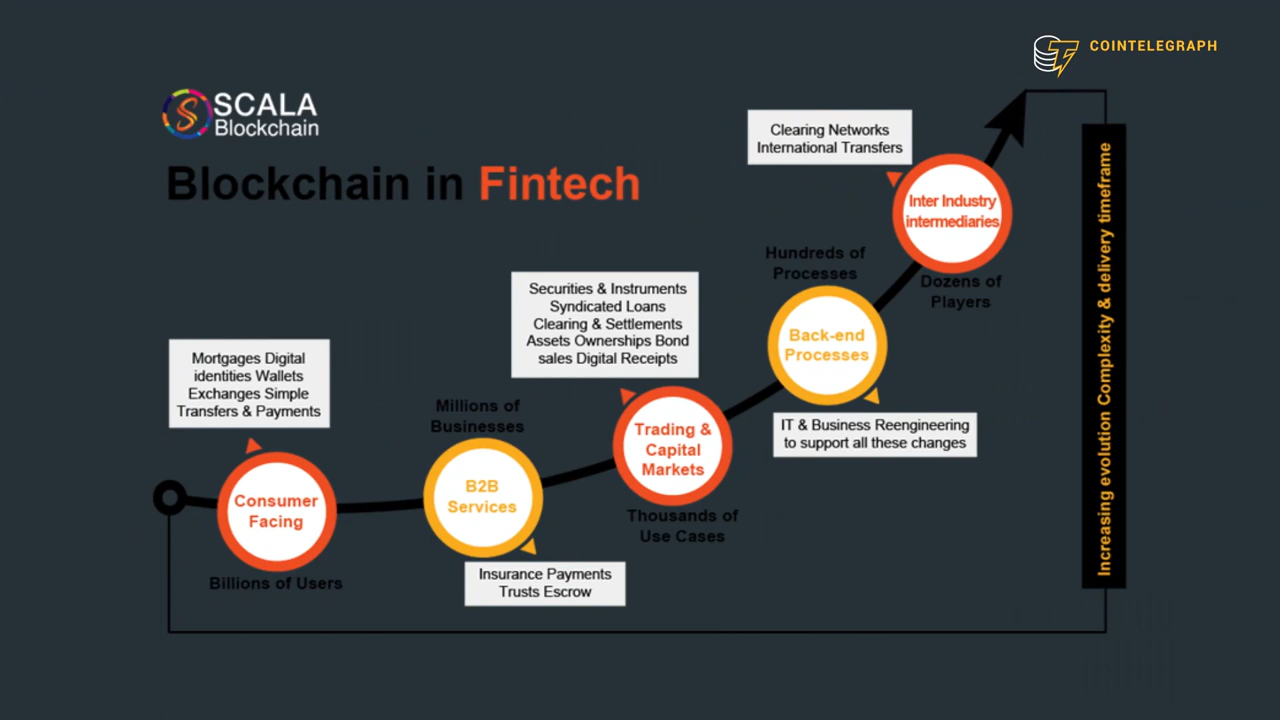 COINTELEGRAPH
SCALA
Blockchain
Blockchain in Fintech
Clearing Networks
International Transfers
Inter Industry
intermediaries
Dozens of
Players
Hundreds of
Processes
Back-end
Processes
IT & Business Reengineering
to support all these changes
Securities & Instruments
Syndicated Loans
Clearing & Settlements
Assets Ownerships Bond
sales Digital Receipts
Trading &
Capital
Markets
Thousands of
Use Cases
Millions of
Businesses
B2B
Services
Insurance Payments
Trusts Escrow
Mortgages Digital
identities Wallets
Exchanges Simple
Transfers & Payments
Consumer
Facing
Billions of Users
Increasing evolution Complexity & delivery timeframe